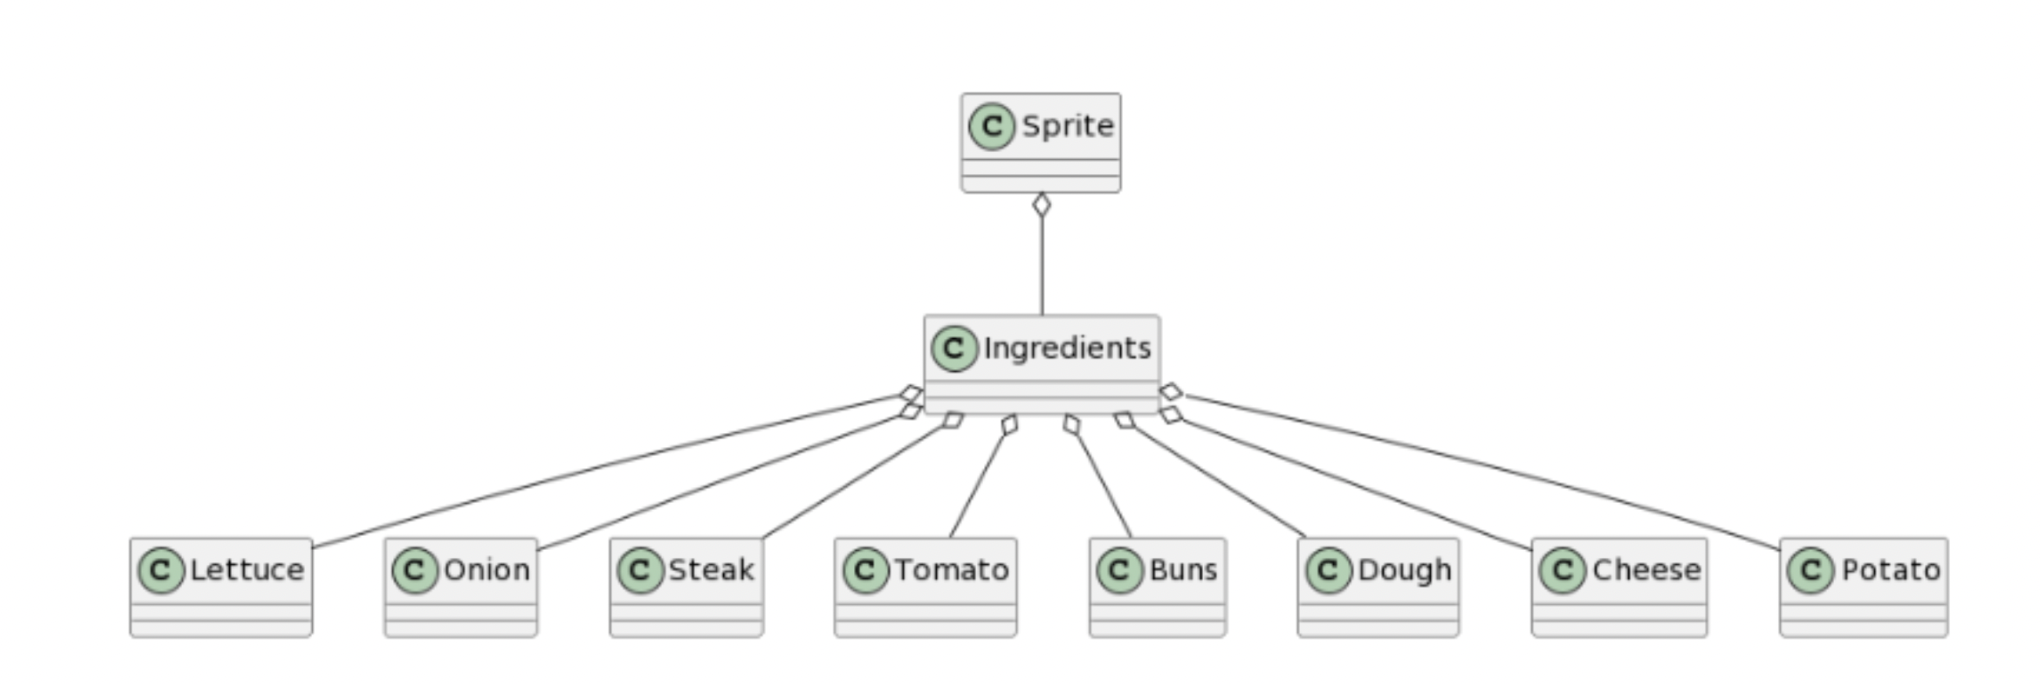 C Sprite
C Ingredients
C Lettuce
C Onion
C Steak
C Tomato
C Buns
C Dough
C Cheese
C Potato